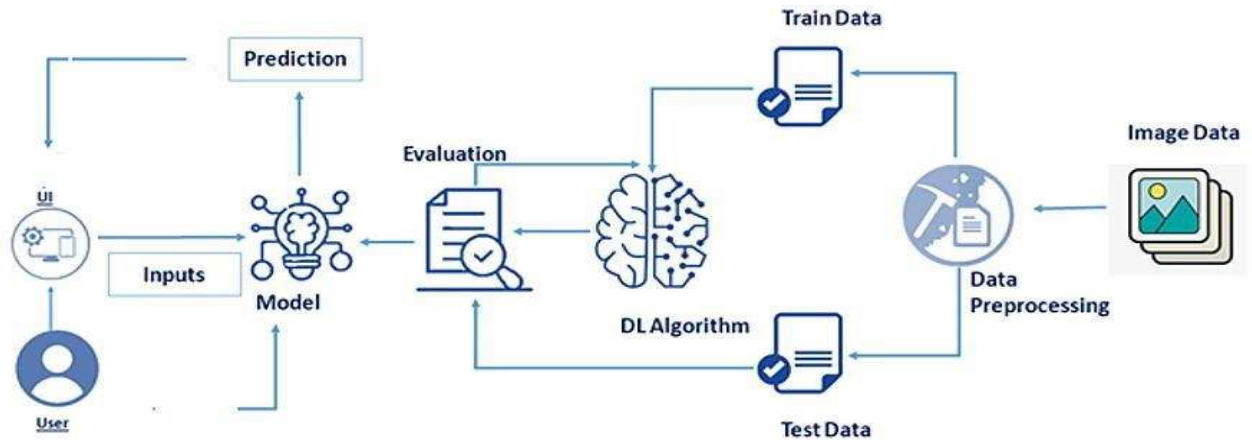 Train Data
Prediction
Image Data
Evaluation
UI
Inputs
Model
Data
Preprocessing
DL Algorithm
User
Test Data